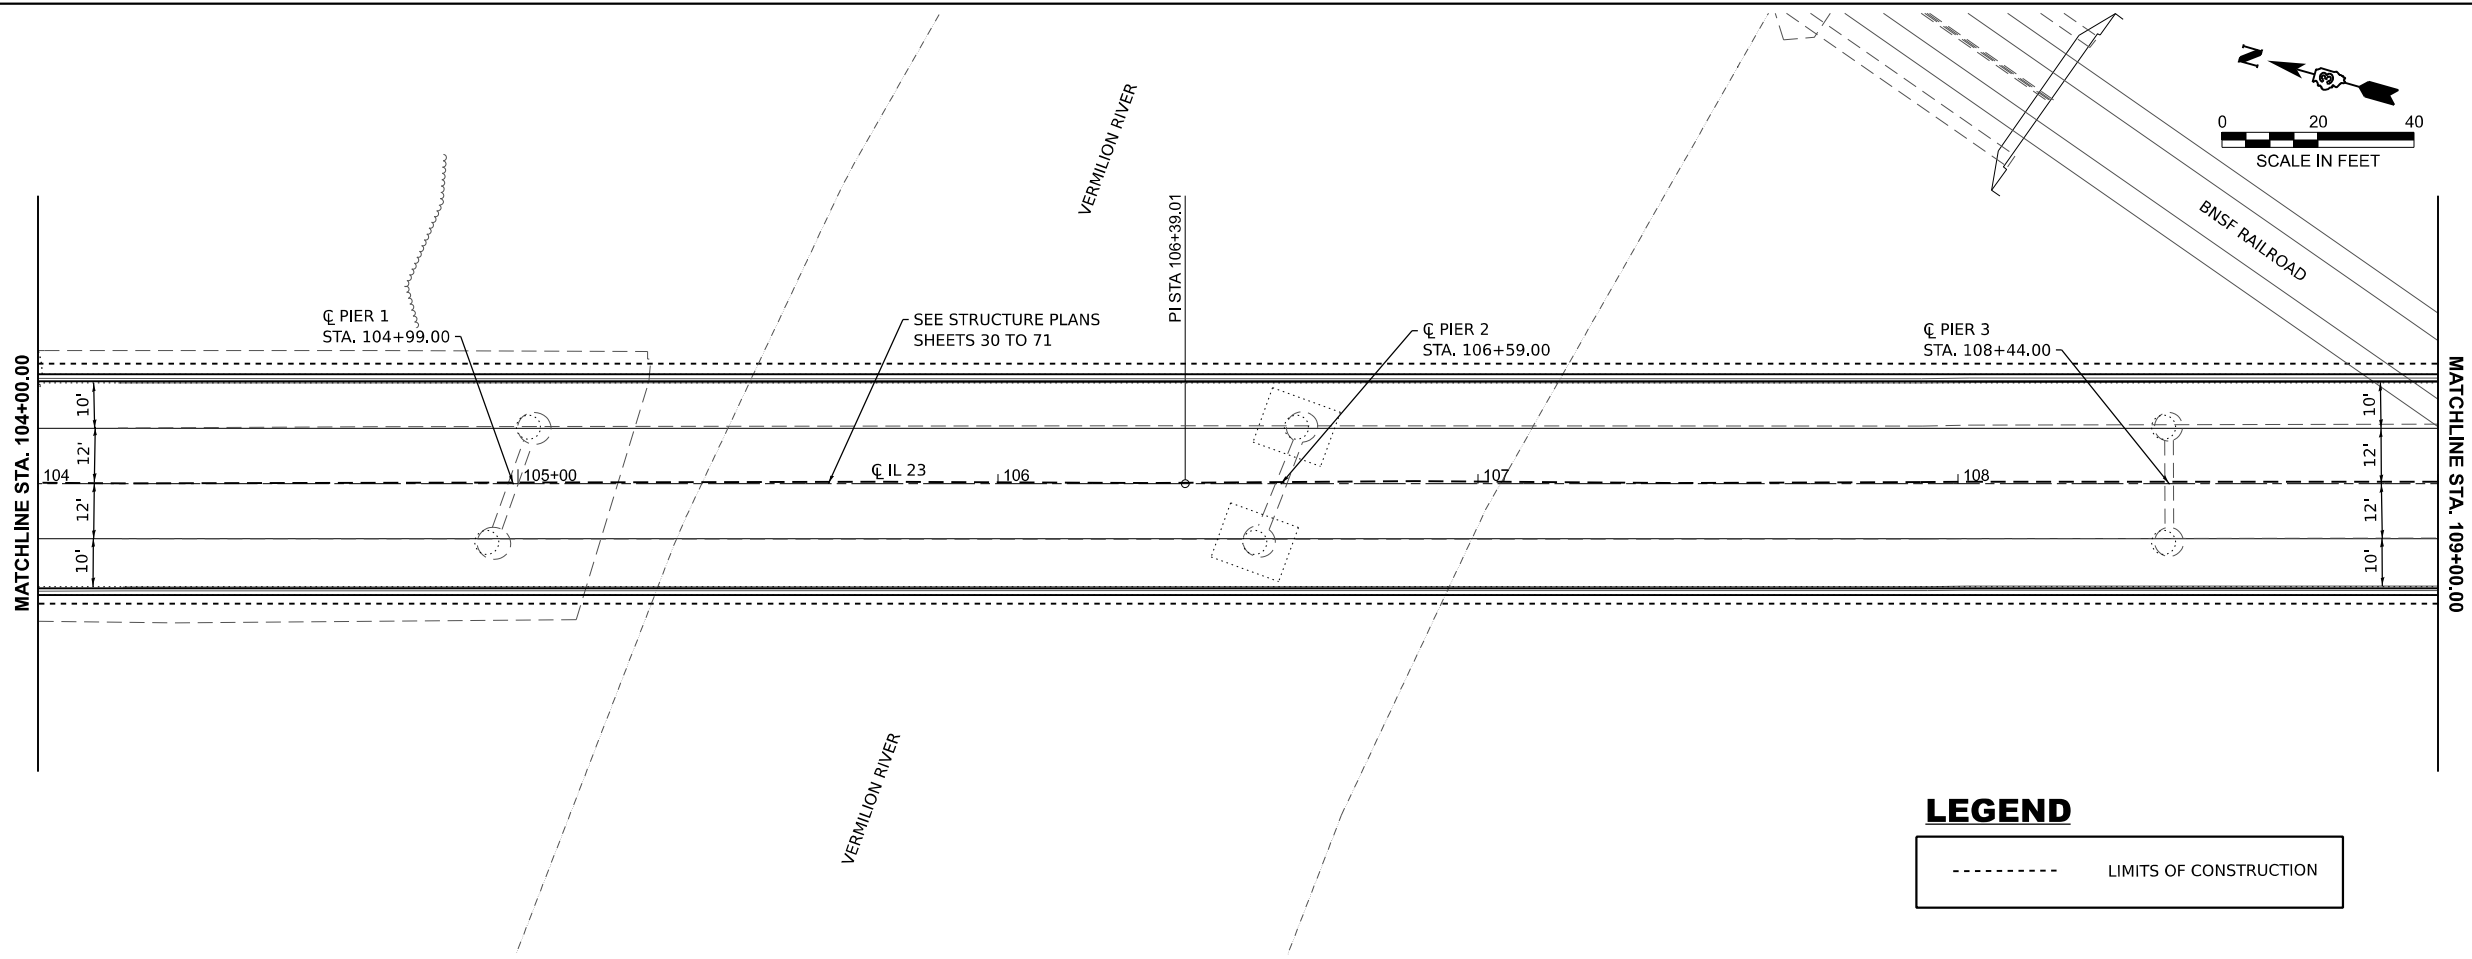 N
3
0 20 40
SCALE IN FEET
VERMILION RIVER
BNSF RAILROAD
PI STA 106+39.01
℄ PIER 1
STA. 104+99.00
SEE STRUCTURE PLANS
SHEETS 30 TO 71
℄ PIER 2
STA. 106+59.00
℄ PIER 3
STA. 108+44.00
MATCHLINE STA. 104+00.00
MATCHLINE STA. 109+00.00
10'
12'
12'
10'
104
105+00
℄ IL 23
106
107
108
10'
12'
12'
10'
VERMILION RIVER
LEGEND
LIMITS OF CONSTRUCTION